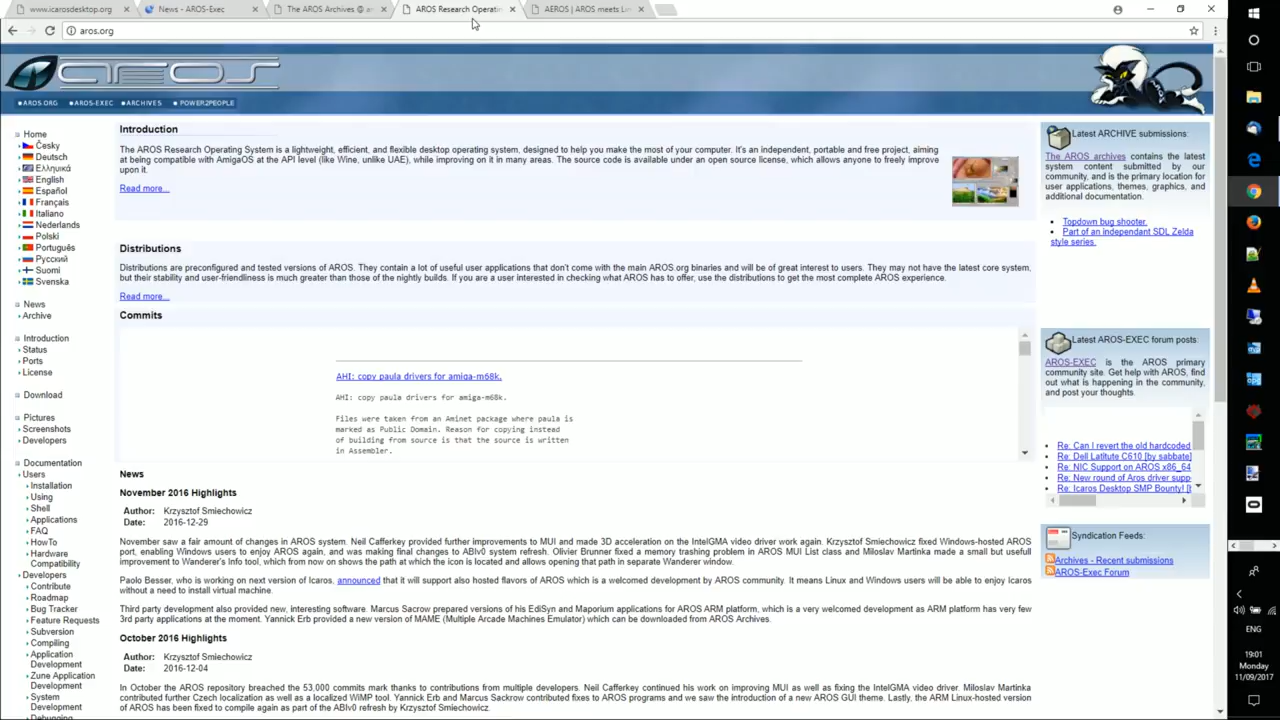 www.icarosdesktop.org
News - AROS-Exec
The AROS Archives @ ar
AROS Research Operatin
AEROS | AROS meets Lin
aros.org
AROS
AROS.ORG
AROS-EXEC
ARCHIVES
POWER2PEOPLE
Home
Česky
Deutsch
Ελληνικά
English
Español
Français
Italiano
Nederlands
Polski
Português
Русский
Suomi
Svenska
News
Archive
Introduction
Status
Ports
License
Download
Pictures
Screenshots
Developers
Documentation
Users
Installation
Using
Shell
Applications
FAQ
HowTo
Hardware
Compatibility
Developers
Contribute
Roadmap
Bug Tracker
Feature Requests
Subversion
Compiling
Application
Development
Zune Application
Development
System
Development
Debugging
Introduction
The AROS Research Operating System is a lightweight, efficient, and flexible desktop operating system, designed to help you make the most of your computer. It's an independent, portable and free project, aiming
at being compatible with AmigaOS at the API level (like Wine, unlike UAE), while improving on it in many areas. The source code is available under an open source license, which allows anyone to freely improve
upon it.
Read more...
Distributions
Distributions are preconfigured and tested versions of AROS. They contain a lot of useful user applications that don't come with the main AROS.org binaries and will be of great interest to users. They may not have the latest core system,
but their stability and user-friendliness is much greater than those of the nightly builds. If you are a user interested in checking what AROS has to offer, use the distributions to get the most complete AROS experience.
Read more...
Commits
AHI: copy paula drivers for amiga-m68k.
AHI: copy paula drivers for amiga-m68k.
Files were taken from an Aminet package where paula is
marked as Public Domain. Reason for copying instead
of building from source is that the source is written
in Assembler.
News
November 2016 Highlights
Author: Krzysztof Smiechowicz
Date: 2016-12-29
November saw a fair amount of changes in AROS system. Neil Cafferkey provided further improvements to MUI and made 3D acceleration on the IntelGMA video driver work again. Krzysztof Smiechowicz fixed Windows-hosted AROS
port, enabling Windows users to enjoy AROS again, and was making final changes to ABIv0 system refresh. Olivier Brunner fixed a memory trashing problem in AROS MUI List class and Miloslav Martinka made a small but usefull
improvement to Wanderer's Info tool, which from now on shows the path at which the icon is located and allows opening that path in separate Wanderer window.
Paolo Besser, who is working on next version of Icaros, announced that it will support also hosted flavors of AROS which is a welcomed development by AROS community. It means Linux and Windows users will be able to enjoy Icaros
without a need to install virtual machine.
Third party development also provided new, interesting software. Marcus Sacrow prepared versions of his EdiSyn and Maporium applications for AROS ARM platform, which is a very welcomed development as ARM platform has very few
3rd party applications at the moment. Yannick Erb provided a new version of MAME (Multiple Arcade Machines Emulator) which can be downloaded from AROS Archives.
October 2016 Highlights
Author: Krzysztof Smiechowicz
Date: 2016-12-04
In October the AROS repository breached the 53,000 commits mark thanks to contributions from multiple developers. Neil Cafferkey continued his work on improving MUI as well as fixing the IntelGMA video driver. Miloslav Martinka
contributed further Czech localization as well as a localized WiMP tool. Yannick Erb and Marcus Sackrow contributed fixes to AROS programs and we saw the introduction of a new AROS GUI theme. Lastly, the ARM Linux-hosted version
of AROS has been fixed to compile again as part of the ABIv0 refresh by Krzysztof Smiechowicz.
Latest ARCHIVE submissions:
The AROS archives contains the latest
system content submitted by our
community, and is the primary location for
user applications, themes, graphics, and
additional documentation.
Topdown bug shooter.
Part of an independant SDL Zelda
style series.
Latest AROS-EXEC forum posts:
AROS-EXEC is the AROS primary
community site. Get help with AROS, find
out what is happening in the community,
and post your thoughts.
Re: Can I revert the old hardcoded
Re: Dell Latitute C610 [by sabbate]
Re: NIC Support on AROS x86_64
Re: New round of Aros driver supp
Re: Icaros Desktop SMP Bounty! [b
Syndication Feeds:
Archives - Recent submissions
AROS-Exec Forum
ENG
19:01
Monday
11/09/2017